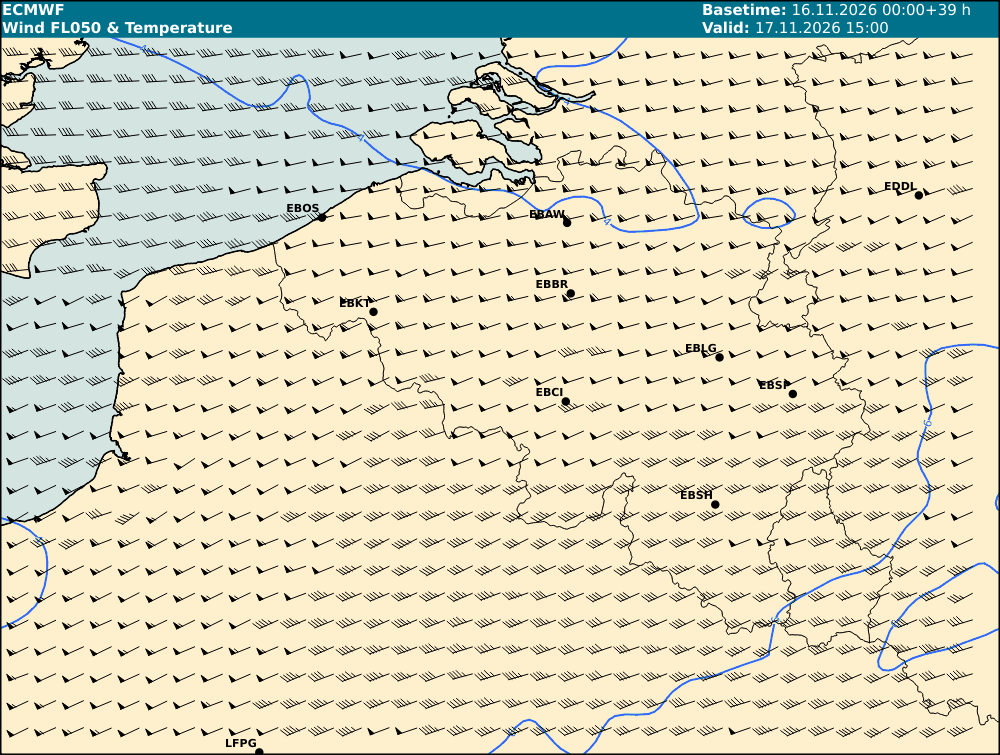 ECMWF
Wind FL050 & Temperature
Basetime: 16.11.2026 00:00+39 h
Valid: 17.11.2026 15:00
EDDL
EBOS
EBAW
EBBR
EBKT
EBLG
EBSP
EBCI
EBSH
LFPG